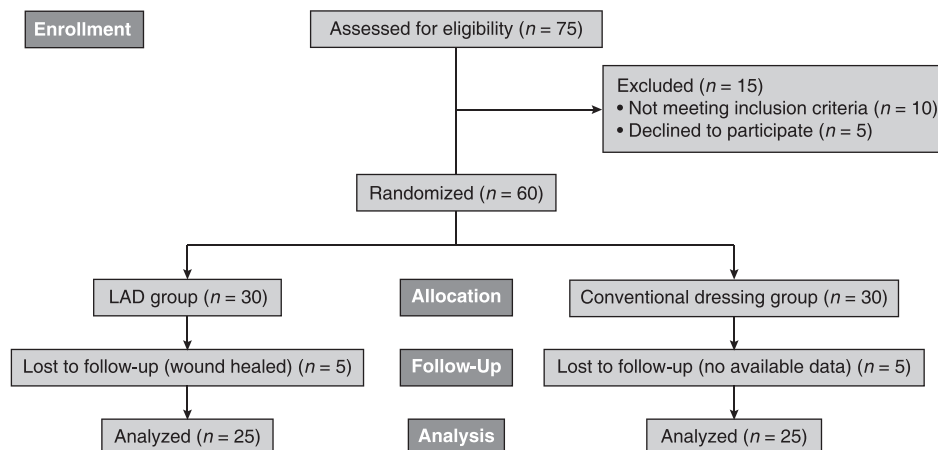 Enrollment
Assessed for eligibility (n = 75)
Excluded (n = 15)
• Not meeting inclusion criteria (n = 10)
• Declined to participate (n = 5)
Randomized (n = 60)
LAD group (n = 30)
Allocation
Conventional dressing group (n = 30)
Lost to follow-up (wound healed) (n = 5)
Follow-Up
Lost to follow-up (no available data) (n = 5)
Analyzed (n = 25)
Analysis
Analyzed (n = 25)